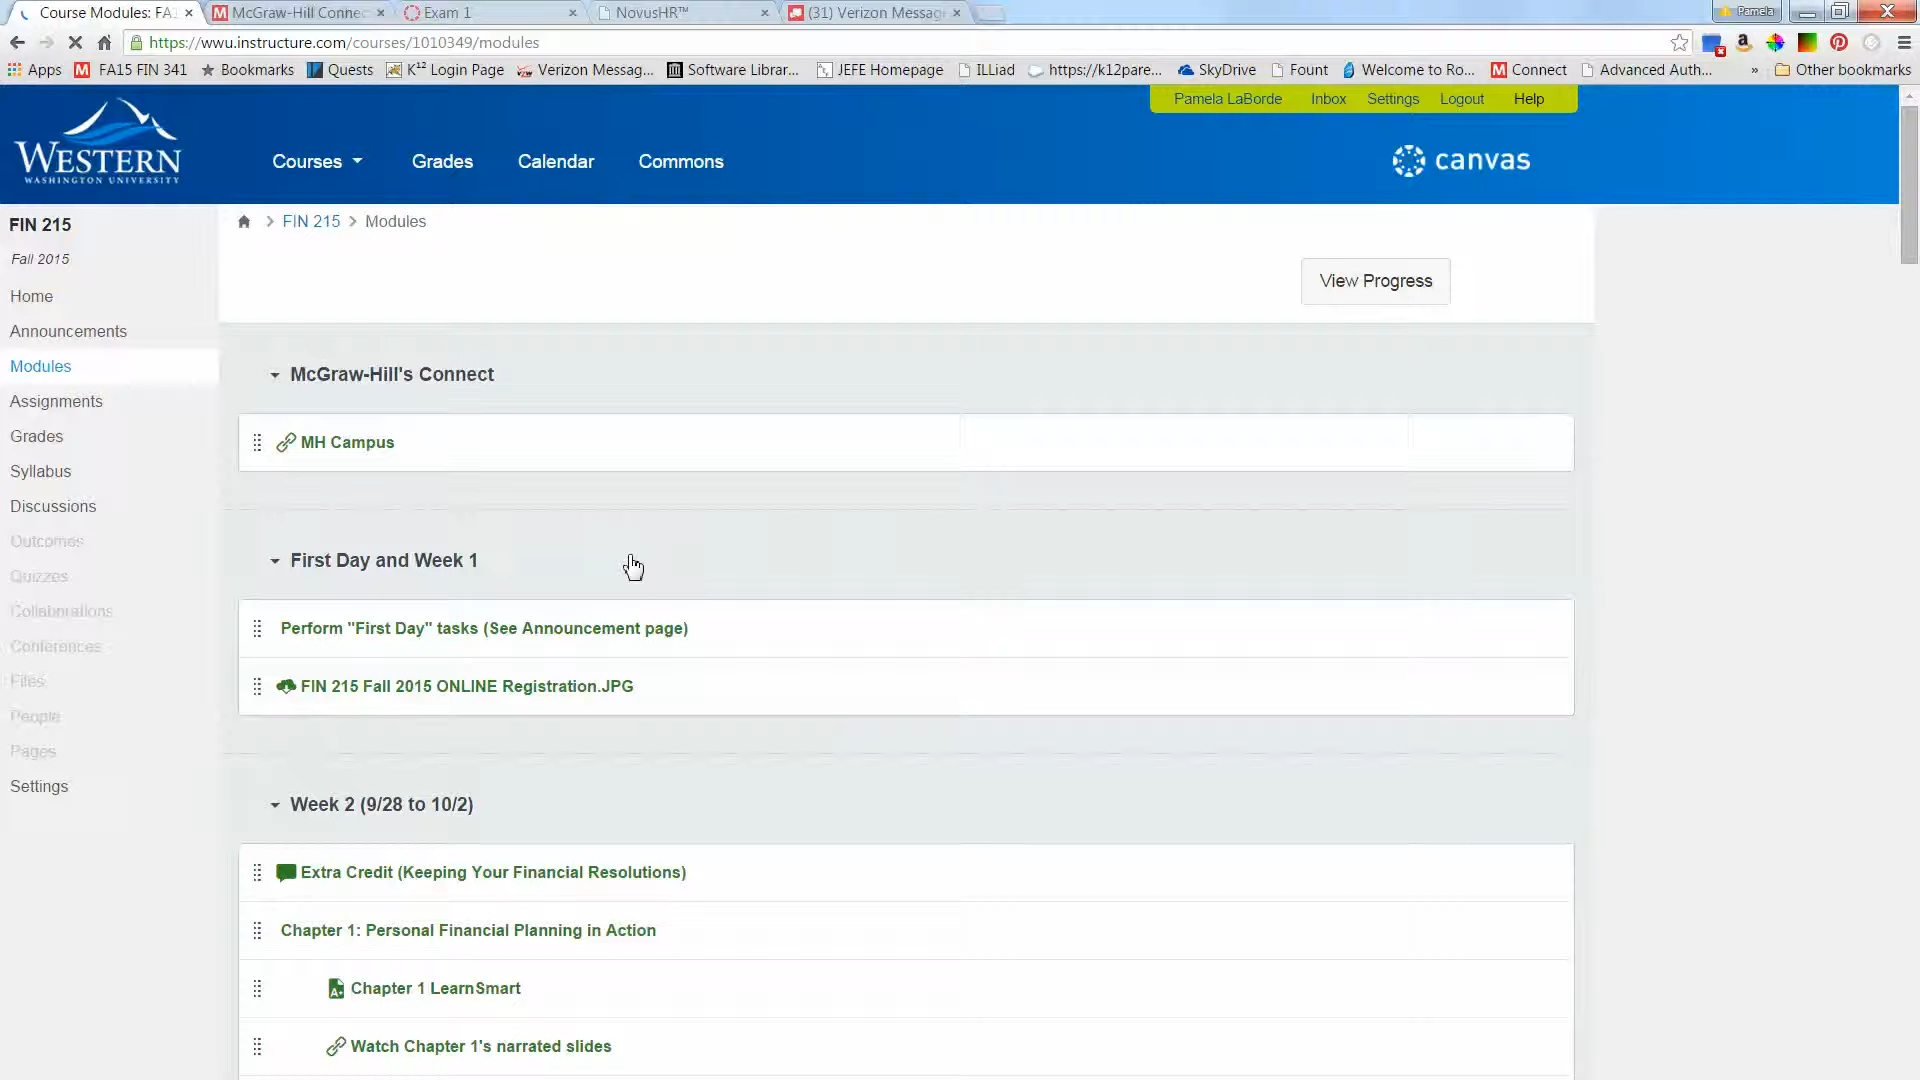 Course Modules: FA1
McGraw-Hill Connec
Exam 1
NovusHR™
(31) Verizon Messag
Pamela
https://wwu.instructure.com/courses/1010349/modules
Apps
FA15 FIN 341
Bookmarks
Quests
K¹² Login Page
Verizon Messag...
Software Librar...
JEFE Homepage
ILLiad
https://k12pare...
SkyDrive
Fount
Welcome to Ro...
Connect
Advanced Auth...
»
Other bookmarks
Pamela LaBorde
Inbox
Settings
Logout
Help
WESTERN
WASHINGTON UNIVERSITY
Courses
Grades
Calendar
Commons
canvas
FIN 215
Fall 2015
Home
Announcements
Modules
Assignments
Grades
Syllabus
Discussions
Outcomes
Quizzes
Collaborations
Conferences
Files
People
Pages
Settings
FIN 215
Modules
View Progress
McGraw-Hill's Connect
MH Campus
First Day and Week 1
Perform "First Day" tasks (See Announcement page)
FIN 215 Fall 2015 ONLINE Registration.JPG
Week 2 (9/28 to 10/2)
Extra Credit (Keeping Your Financial Resolutions)
Chapter 1: Personal Financial Planning in Action
Chapter 1 LearnSmart
Watch Chapter 1's narrated slides